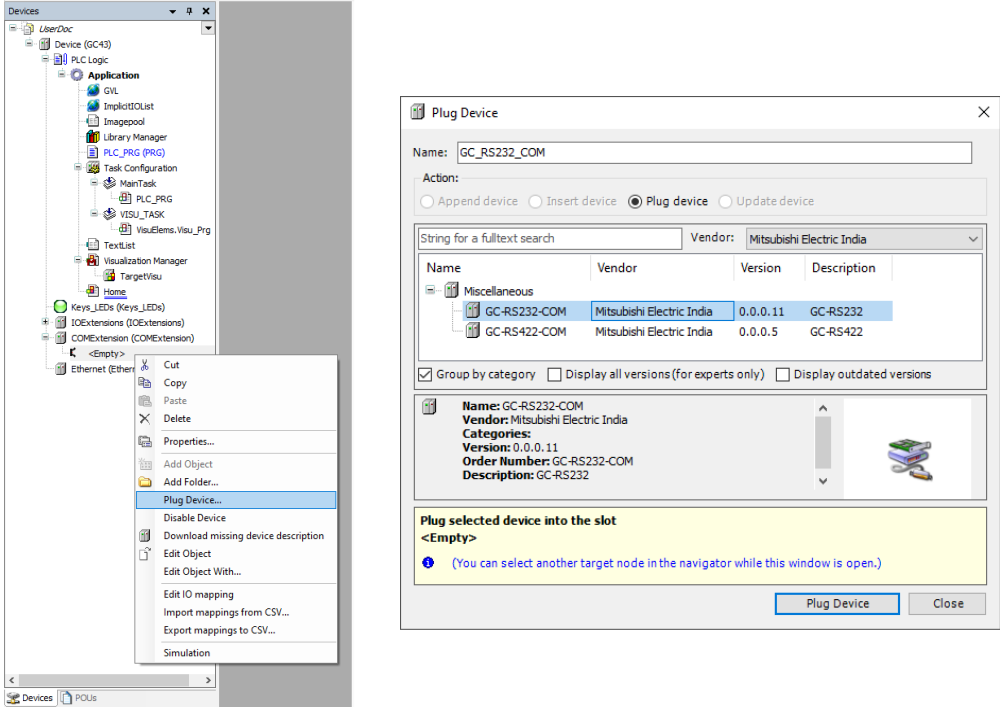 Devices
UserDoc
Device (GC43)
PLC Logic
Application
GVL
ImplicitIOList
Imagepool
Library Manager
PLC_PRG (PRG)
Task Configuration
MainTask
PLC_PRG
VISU_TASK
VisuElems.Visu_Prg
TextList
Visualization Manager
TargetVisu
Home
Keys_LEDs (Keys_LEDs)
IOExtensions (IOExtensions)
COMExtension (COMExtension)
<Empty>
Ethernet (Ethern
Cut
Copy
Paste
Delete
Properties...
Add Object
Add Folder...
Plug Device...
Disable Device
Download missing device description
Edit Object
Edit Object With...
Edit IO mapping
Import mappings from CSV...
Export mappings to CSV...
Simulation
Devices POUs
Plug Device
Name: GC_RS232_COM
Action:
Append device Insert device Plug device Update device
String for a fulltext search Vendor: Mitsubishi Electric India
Name Vendor Version Description
Miscellaneous
GC-RS232-COM Mitsubishi Electric India 0.0.0.11 GC-RS232
GC-RS422-COM Mitsubishi Electric India 0.0.0.5 GC-RS422
Group by category Display all versions (for experts only) Display outdated versions
Name: GC-RS232-COM
Vendor: Mitsubishi Electric India
Categories:
Version: 0.0.0.11
Order Number: GC-RS232-COM
Description: GC-RS232
Plug selected device into the slot
<Empty>
(You can select another target node in the navigator while this window is open.)
Plug Device Close